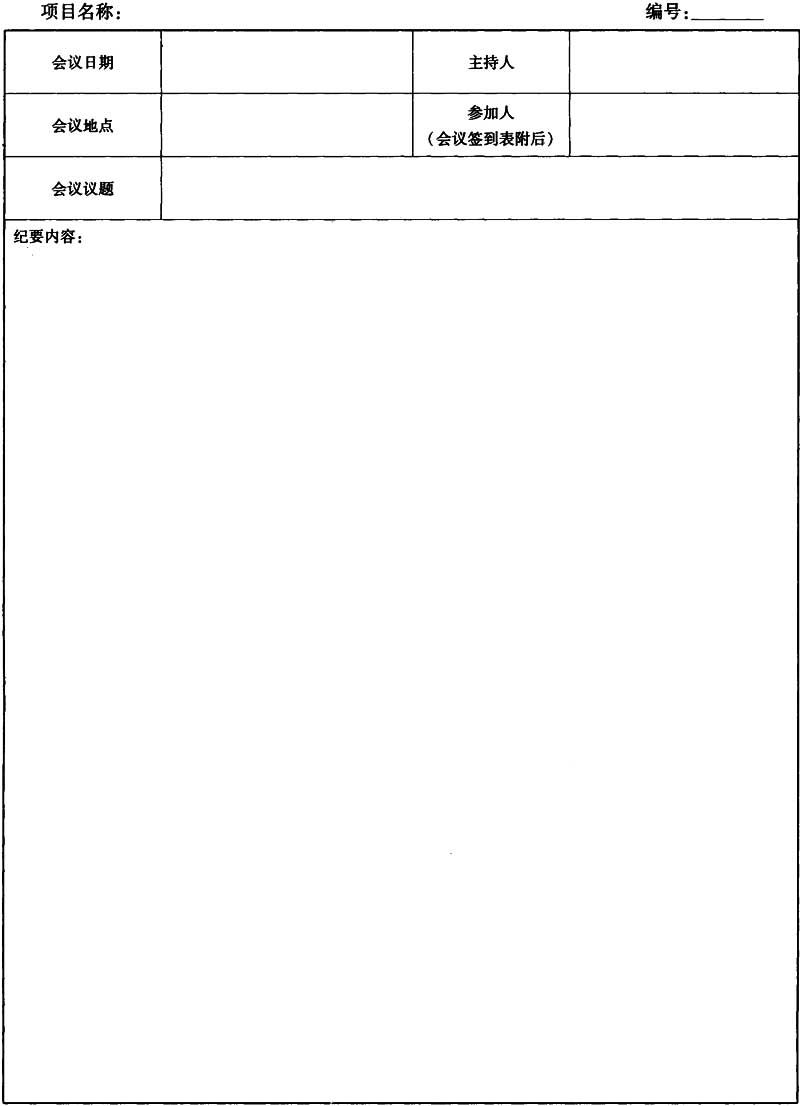 项目名称：
编号：
会议日期
主持人
会议地点
参加人
（会议签到表附后）
会议议题
纪要内容：